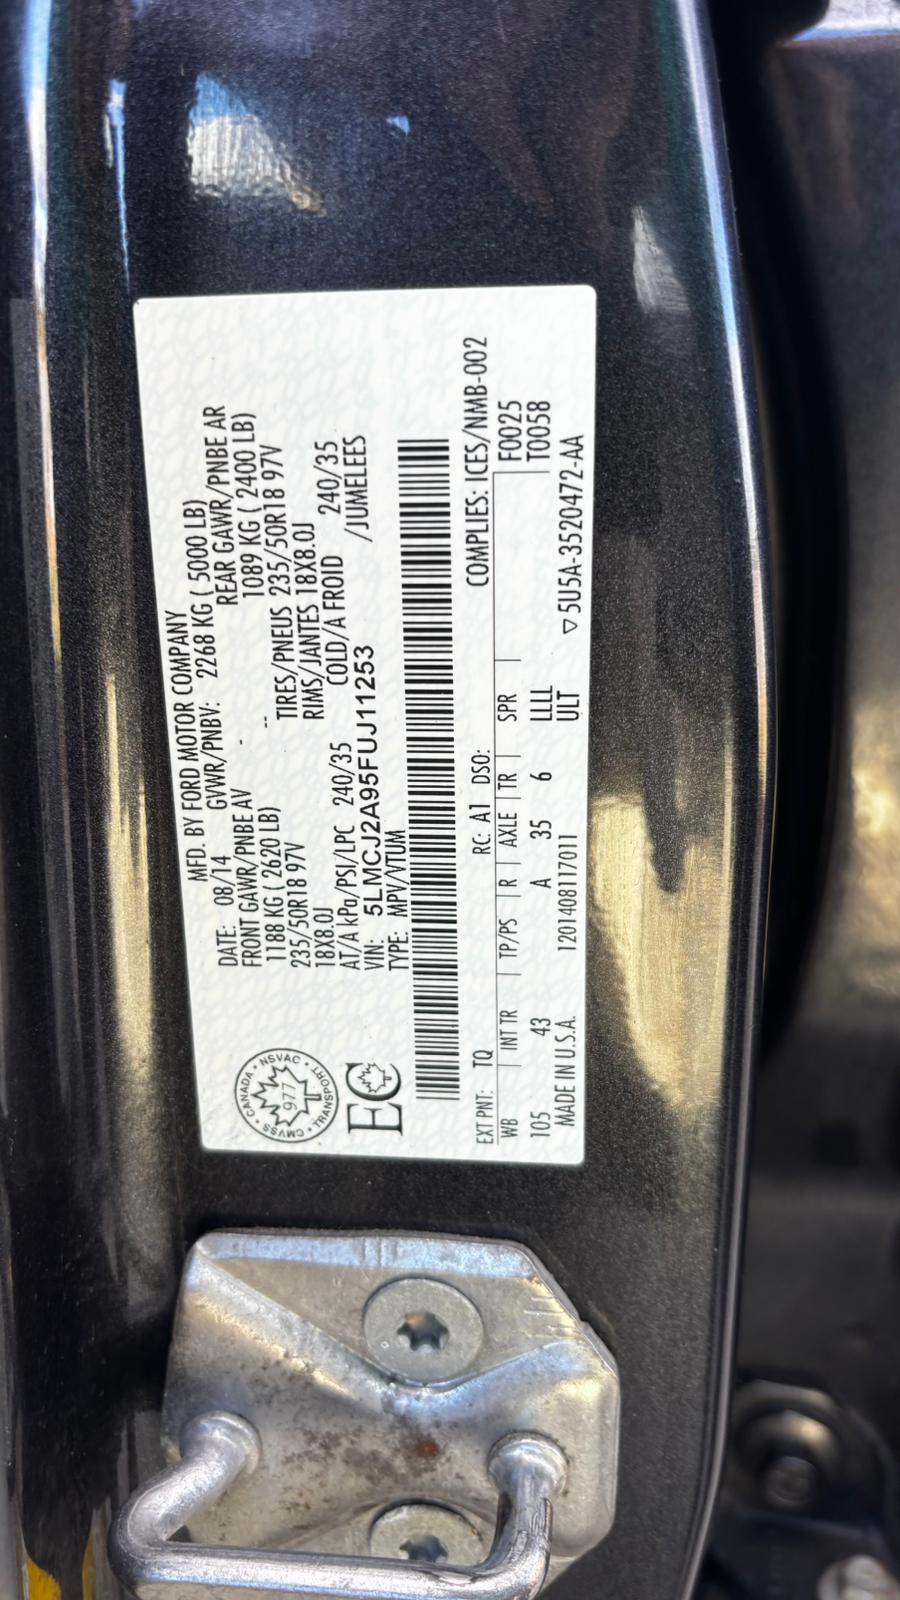 MFD. BY FORD MOTOR COMPANY
DATE: 08/14 GVWR/PNBV: 2268 KG ( 5000 LB)
FRONT GAWR/PNBE AV - REAR GAWR/PNBE AR
1188 KG ( 2620 LB) -- 1089 KG ( 2400 LB)
235/50R18 97V TIRES/PNEUS 235/50R18 97V
18X8.0J RIMS/JANTES 18X8.0J
AT/A kPa/PSI/LPC 240/35 COLD/A FROID 240/35
VIN: 5LMCJ2A95FUJ11253 /JUMELEES
TYPE: MPV/VTUM
CANADA • NSVAC • TRANSPORT • CMVSS •
977
EC
COMPLIES: ICES/NMB-002
EXT PNT: TQ RC: A1 DSO: F0025
WB INT TR TP/PS R AXLE TR SPR T0058
105 43 A 35 6 LLLL
ULT
MADE IN U.S.A. 1201408117011 ▽5U5A-3520472-AA